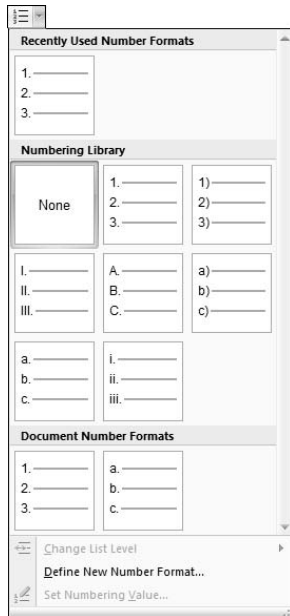 Recently Used Number Formats
1.
2.
3.
Numbering Library
None
1.
2.
3.
1)
2)
3)
I.
II.
III.
A.
B.
C.
a)
b)
c)
a.
b.
c.
i.
ii.
iii.
Document Number Formats
1.
2.
3.
a.
b.
c.
Change List Level
Define New Number Format...
Set Numbering Value...